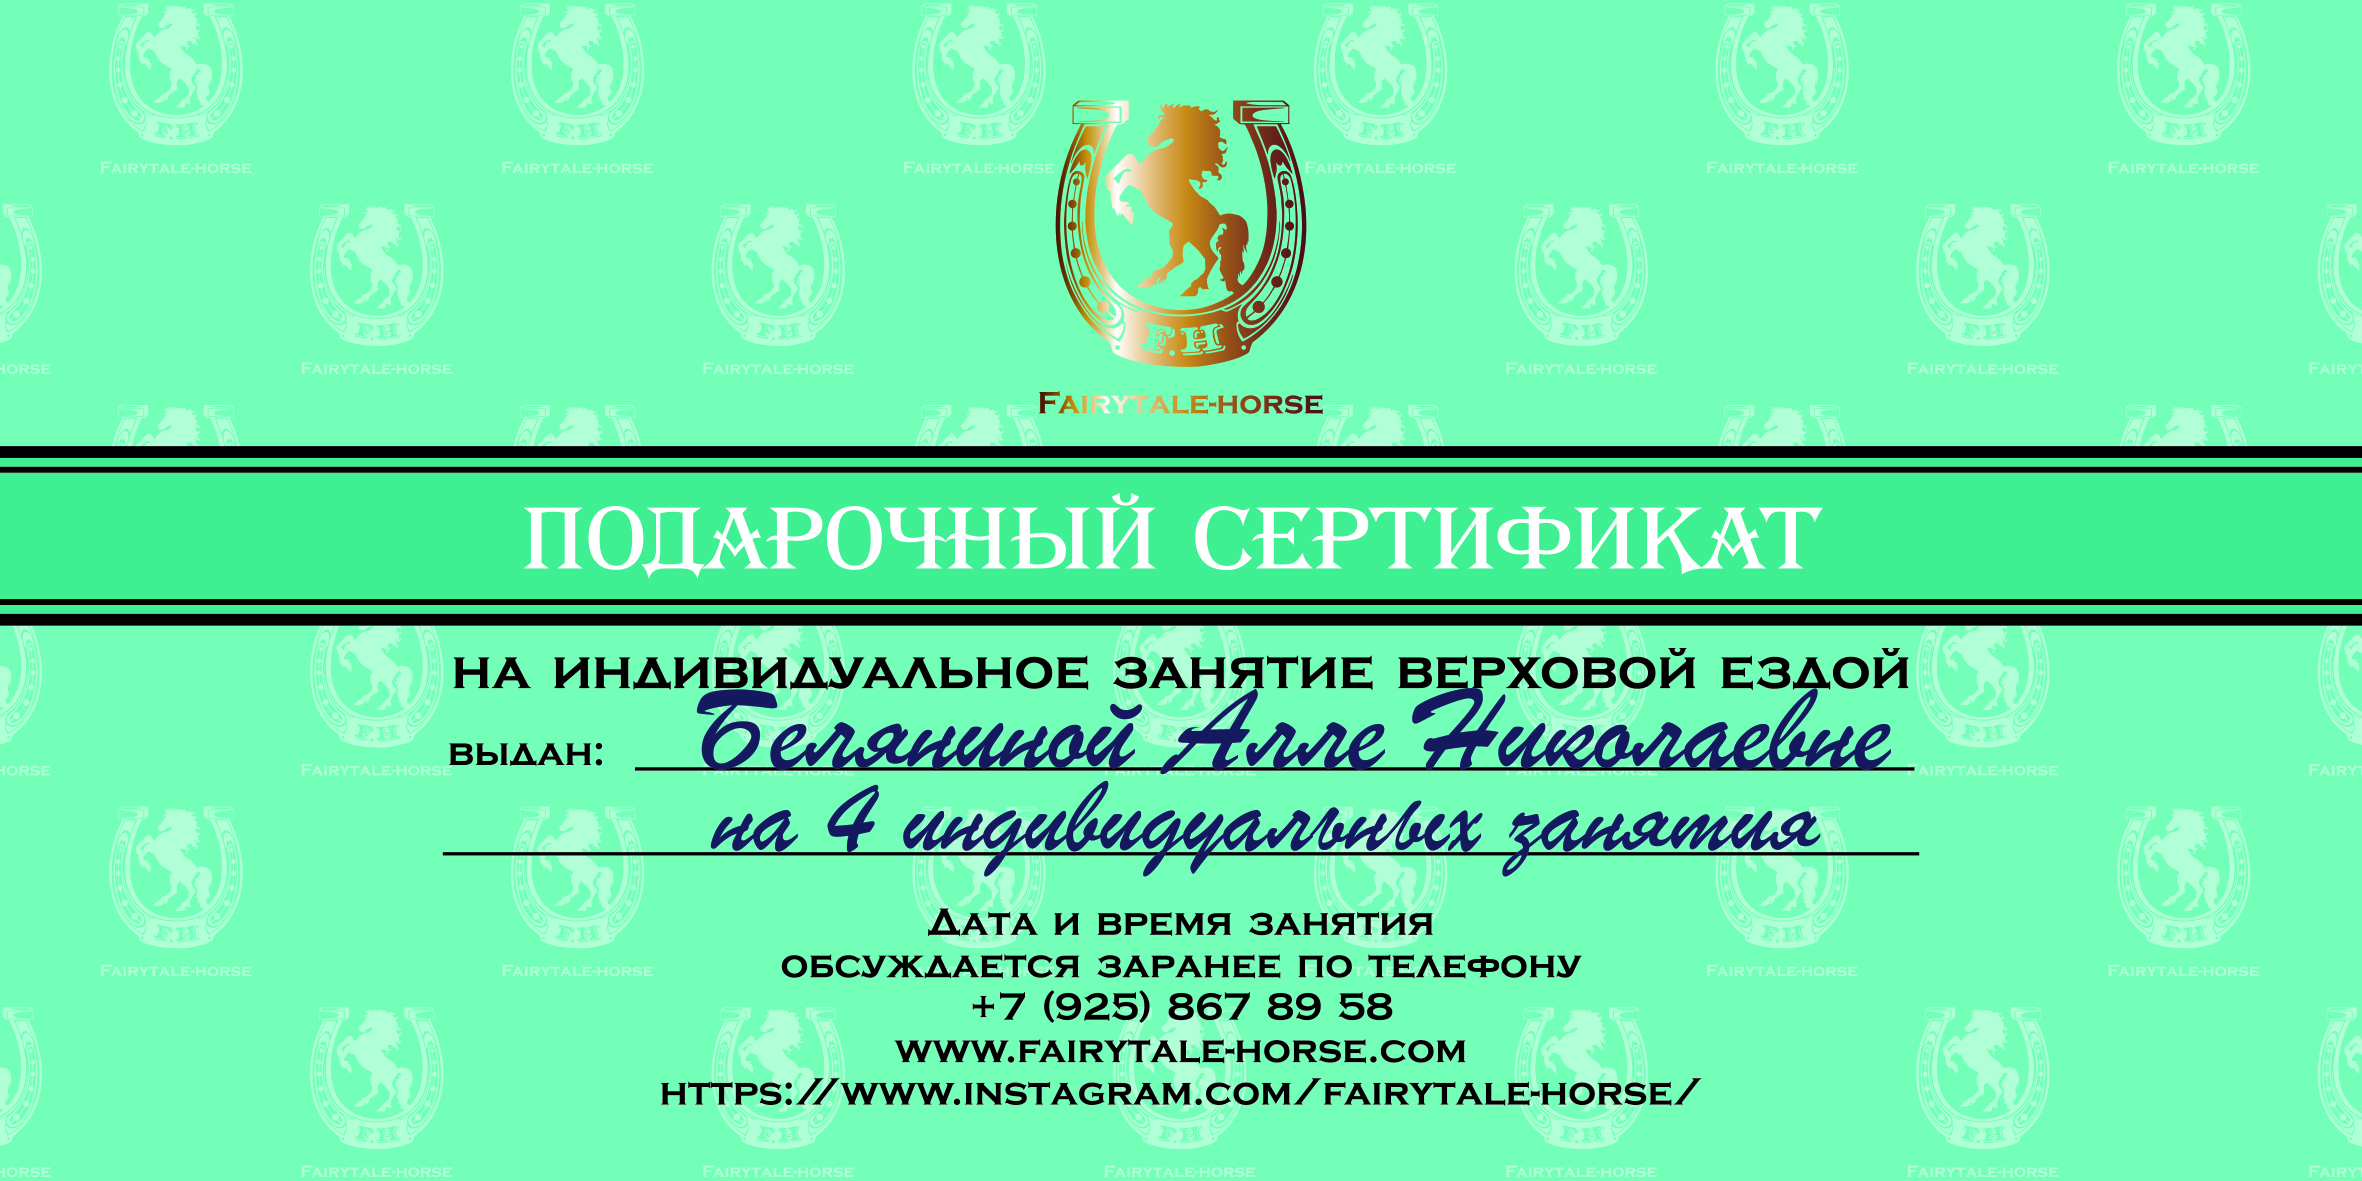 F.H
Fairytale-horse
ПОДАРОЧНЫЙ СЕРТИФИКАТ
НА ИНДИВИДУАЛЬНОЕ ЗАНЯТИЕ ВЕРХОВОЙ ЕЗДОЙ
ВЫДАН: Беляниной Алле Николаевне
на 4 индивидуальных занятия
Дата и время занятия
обсуждается заранее по телефону
+7 (925) 867 89 58
WWW.FAIRYTALE-HORSE.COM
HTTPS://WWW.INSTAGRAM.COM/FAIRYTALE-HORSE/